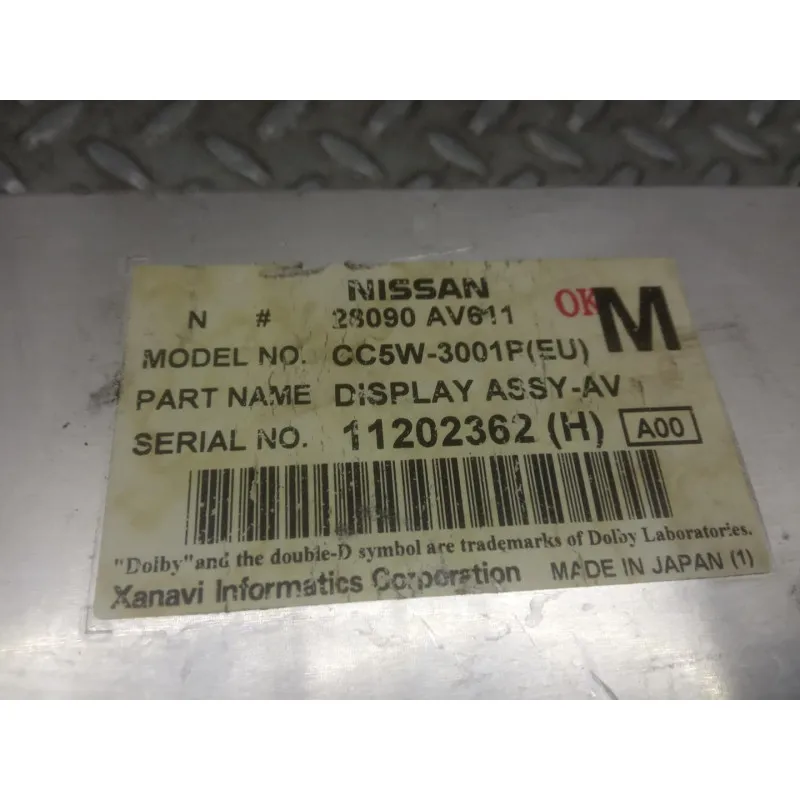 NISSAN
N # 28090 AV611 OK M
MODEL NO. CC5W-3001P(EU)
PART NAME DISPLAY ASSY-AV
SERIAL NO. 11202362 (H) A00
"Dolby" and the double-D symbol are trademarks of Dolby Laboratories.
Xanavi Informatics Corporation MADE IN JAPAN (1)